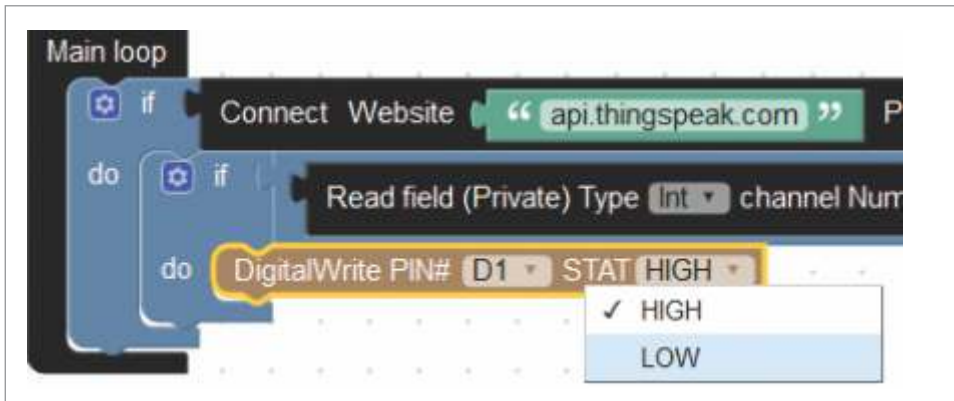 Main loop
if Connect Website “ api.thingspeak.com ” P
do if Read field (Private) Type Int channel Num
do DigitalWrite PIN# D1 STAT HIGH
✓ HIGH
LOW